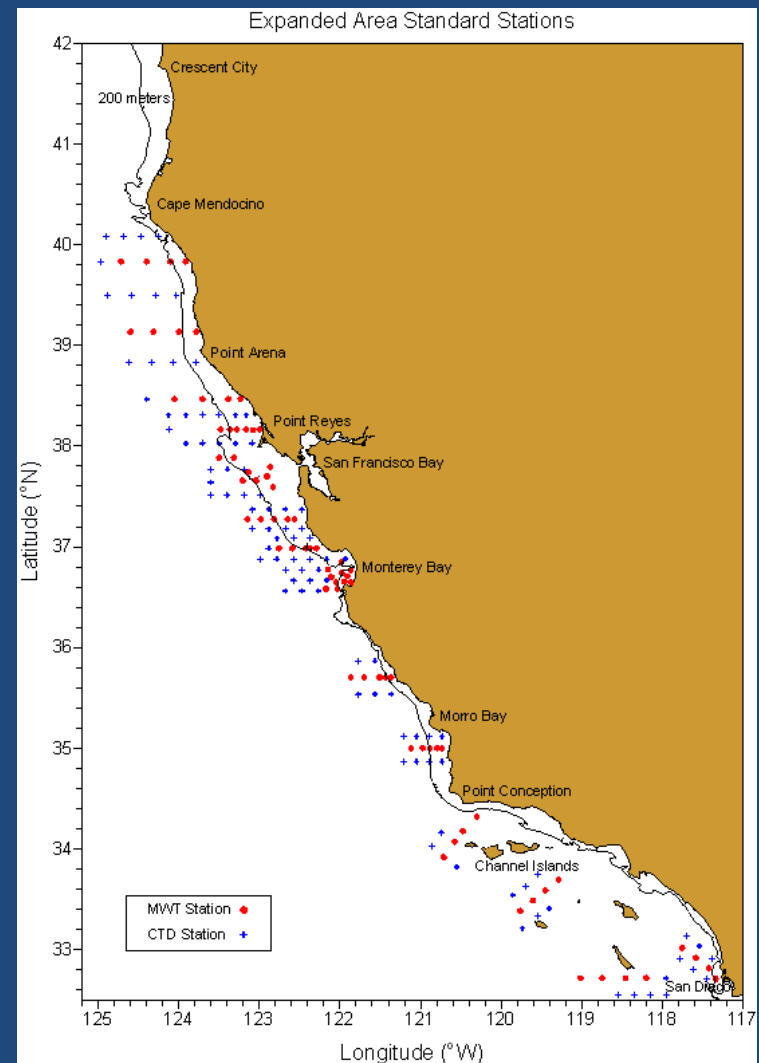 Expanded Area Standard Stations
42
Crescent City
200 meters
41
Cape Mendocino
40
39
Point Arena
Point Reyes
38
San Francisco Bay
Latitude (°N)
37
Monterey Bay
36
Morro Bay
35
Point Conception
34
Channel Islands
MWT Station
CTD Station
33
San Diego
125 124 123 122 121 120 119 118 117
Longitude (°W)